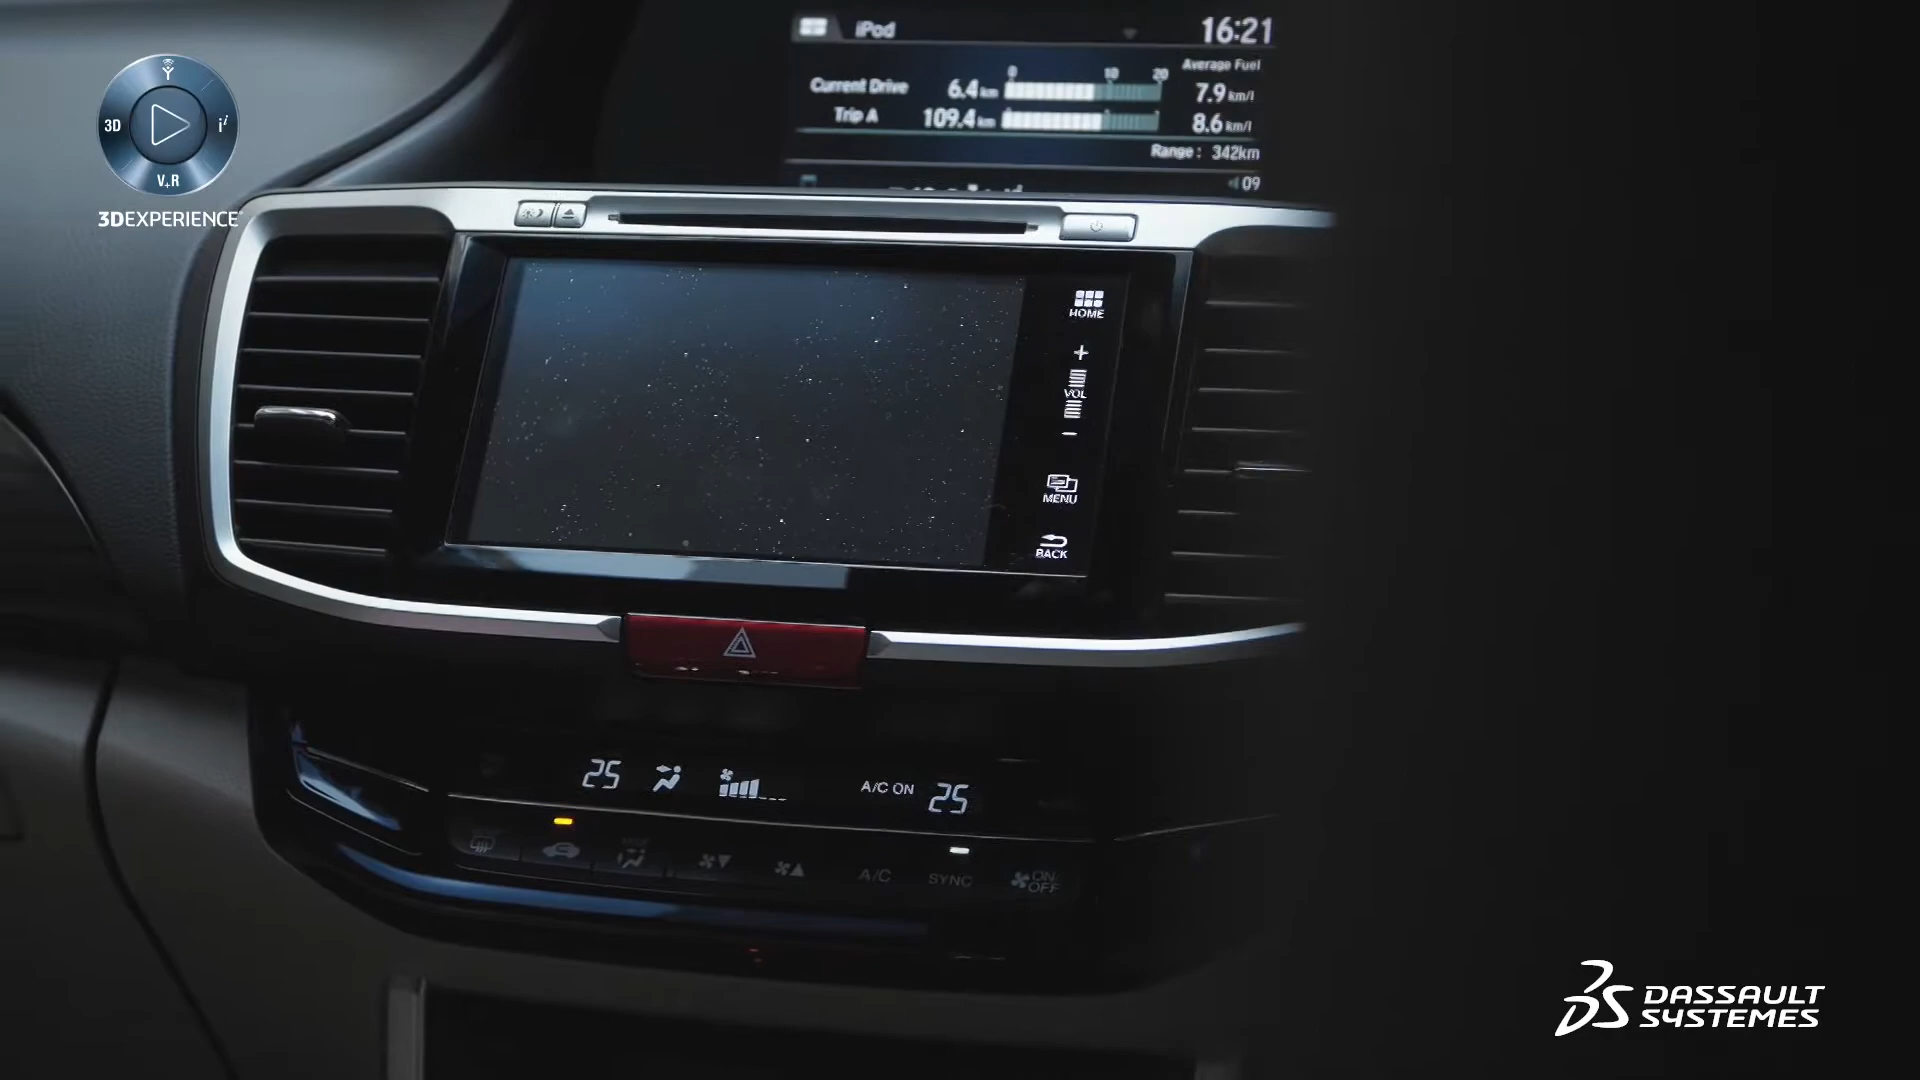 iPod
16:21
Average Fuel
0 10 20
Current Drive 6.4 km 7.9 km/l
Trip A 109.4 km 8.6 km/l
Range : 342km
09
3D
i
V+R
3DEXPERIENCE
HOME
+
VOL
−
MENU
BACK
25 A/C ON 25
A/C
SYNC
ON/
OFF
DASSAULT
SYSTEMES